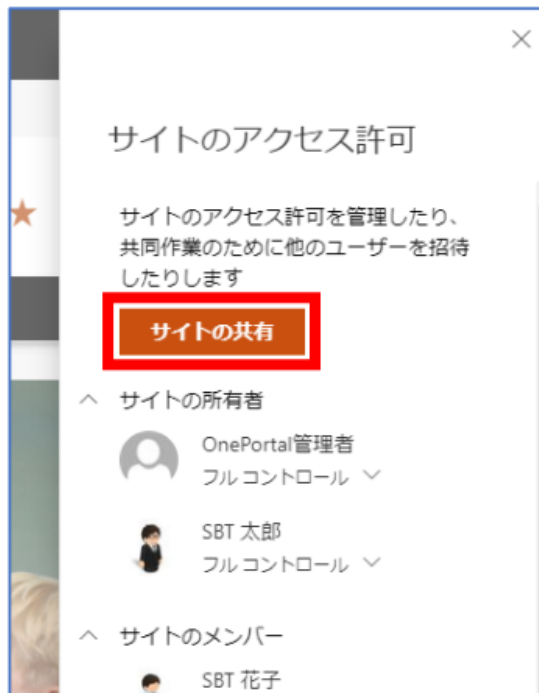 サイトのアクセス許可
サイトのアクセス許可を管理したり、
共同作業のために他のユーザーを招待
したりします
サイトの共有
サイトの所有者
OnePortal管理者
フル コントロール
SBT 太郎
フル コントロール
サイトのメンバー
SBT 花子